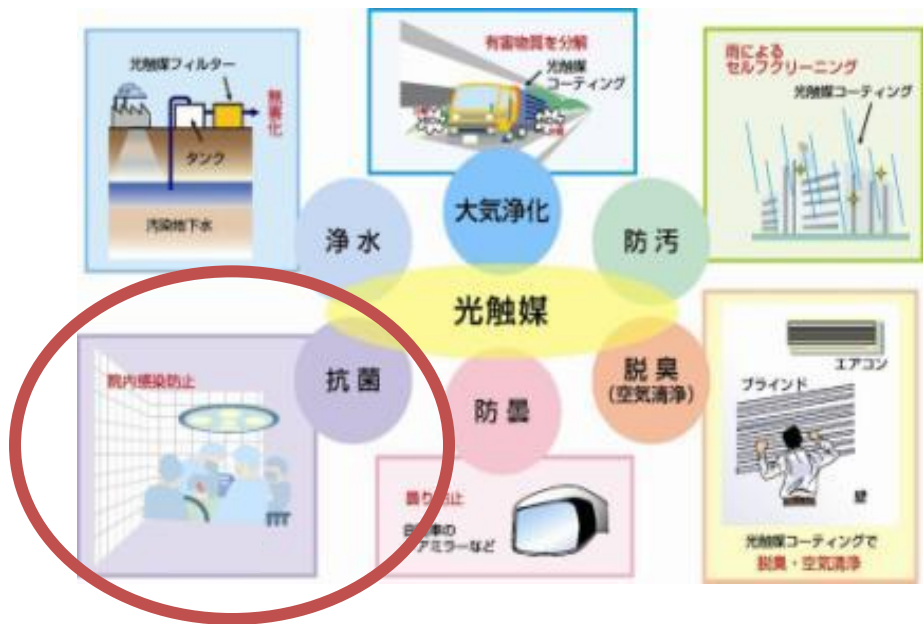 光触媒フィルター
無害化
タンク
汚染地下水
有害物質を分解
光触媒
コーティング
雨による
セルフクリーニング
光触媒コーティング
浄水
大気浄化
防汚
光触媒
抗菌
防曇
脱臭
(空気清浄)
院内感染防止
曇り防止
自動車の
アミラーなど
エアコン
ブラインド
壁
光触媒コーティングで
脱臭・空気清浄